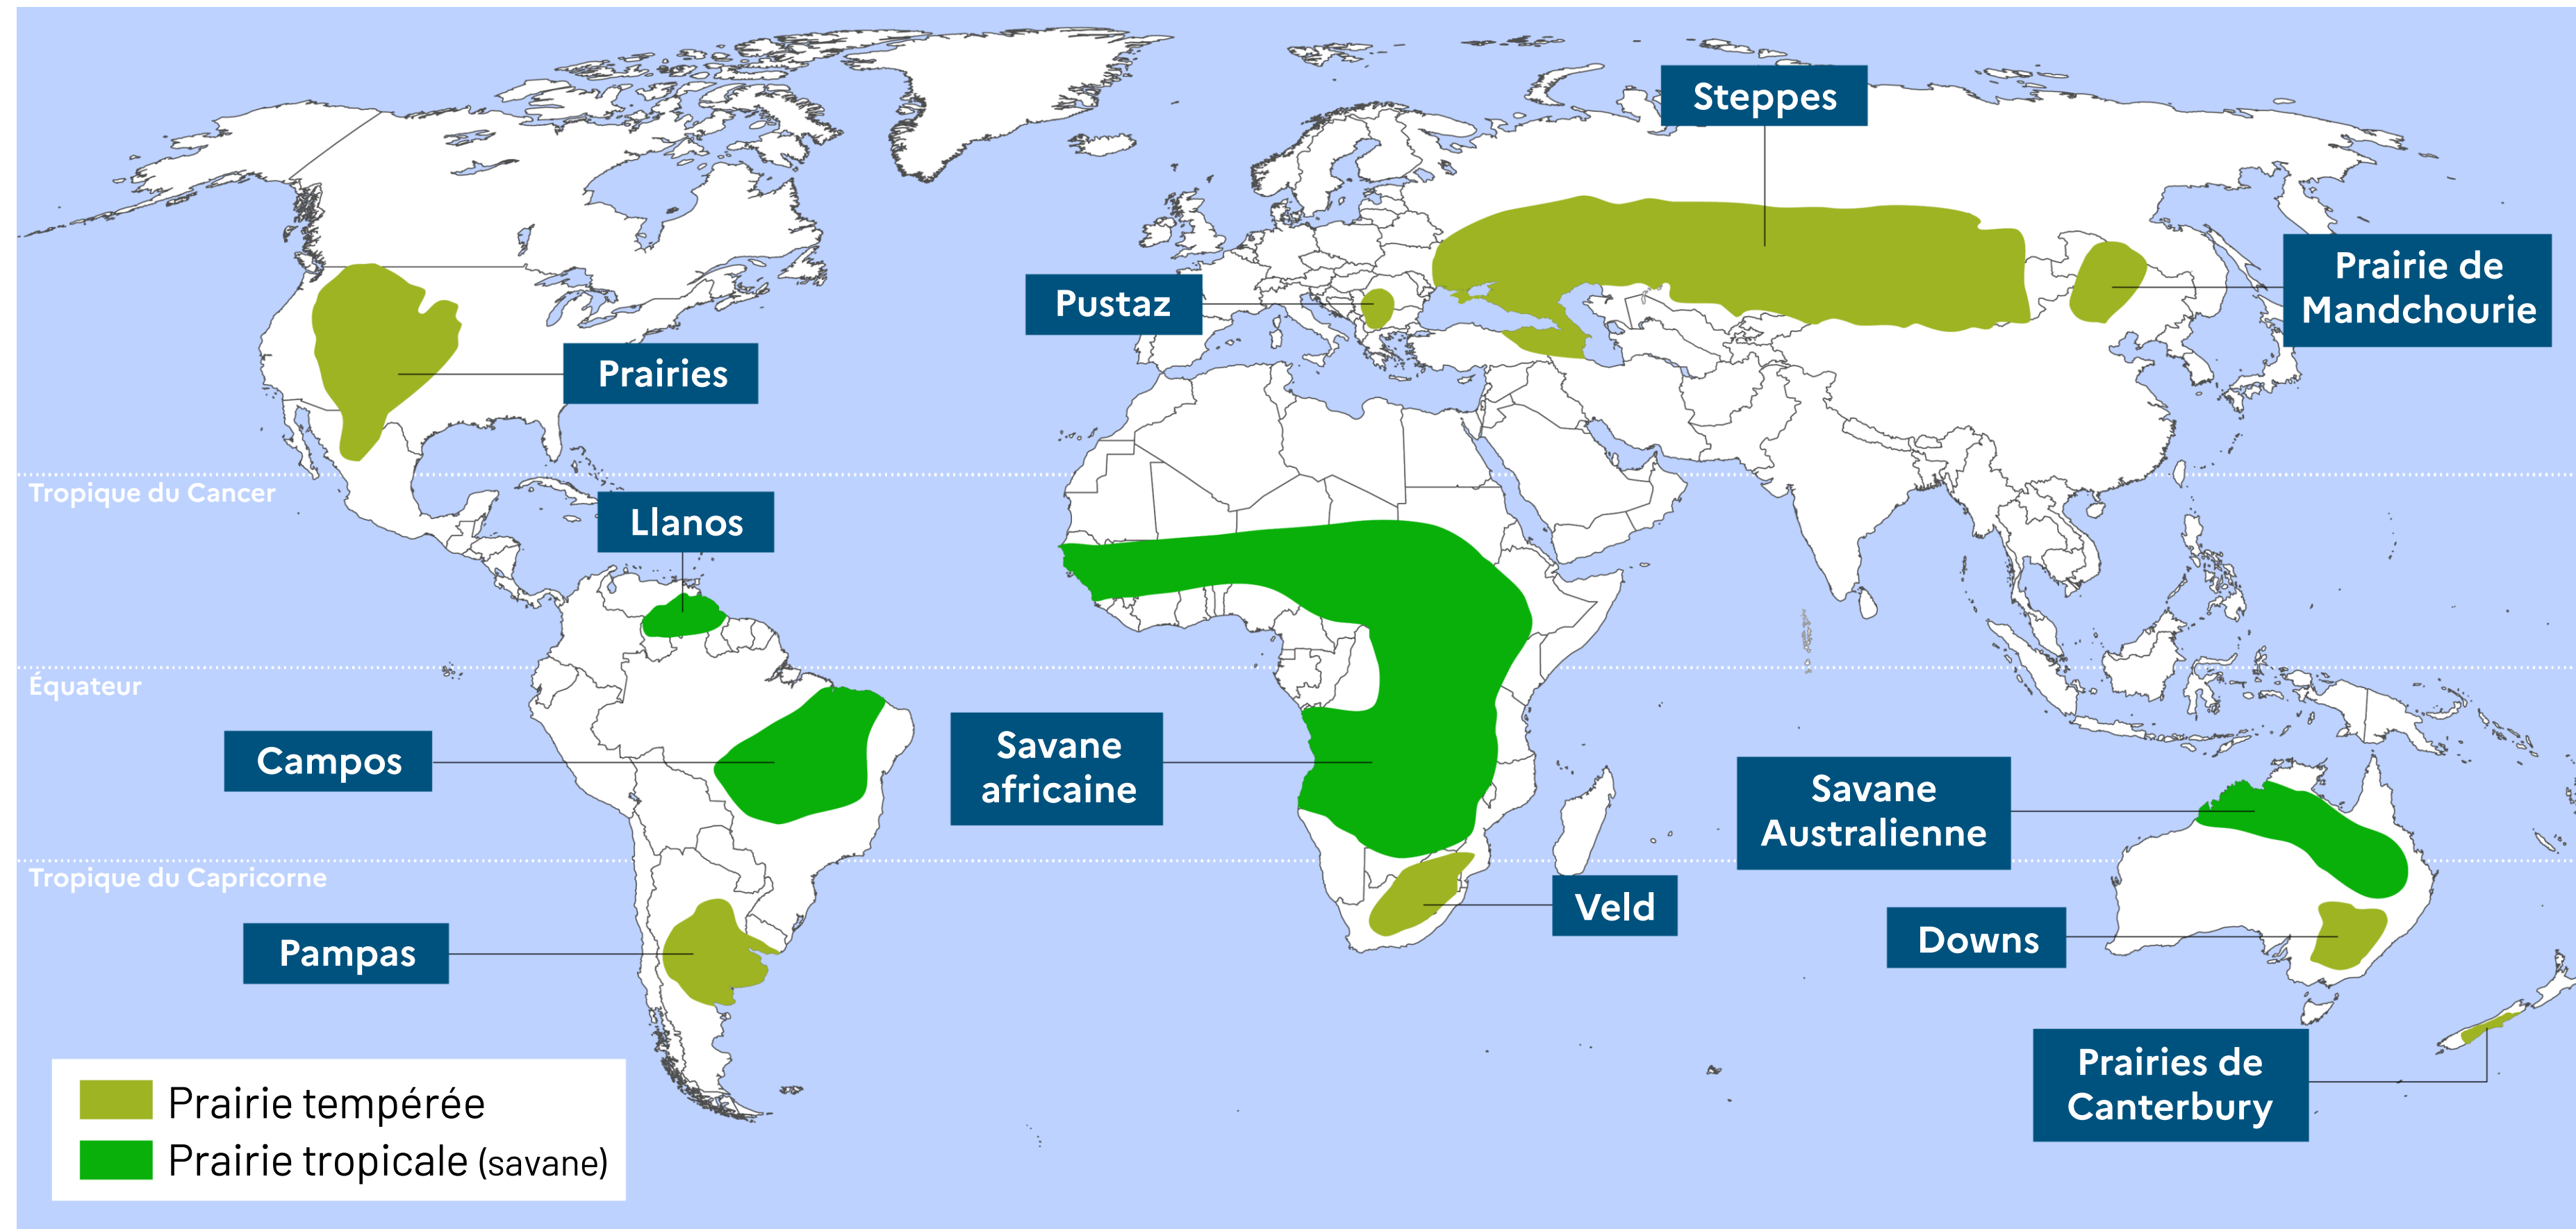 Steppes
Prairie de
Mandchourie
Pustaz
Prairies
Tropique du Cancer
Llanos
Équateur
Campos
Savane
africaine
Savane
Australienne
Tropique du Capricorne
Veld
Downs
Pampas
Prairies de
Canterbury
Prairie tempérée
Prairie tropicale (savane)